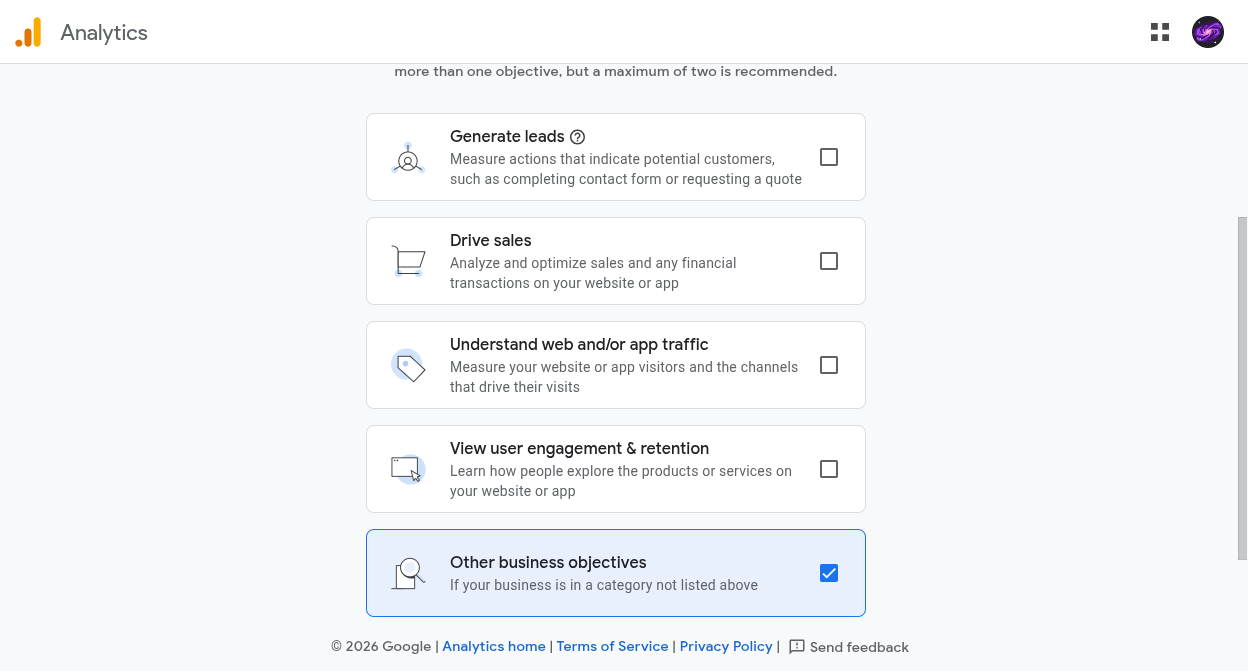 Analytics
more than one objective, but a maximum of two is recommended.
Generate leads
Measure actions that indicate potential customers,
such as completing contact form or requesting a quote
Drive sales
Analyze and optimize sales and any financial
transactions on your website or app
Understand web and/or app traffic
Measure your website or app visitors and the channels
that drive their visits
View user engagement & retention
Learn how people explore the products or services on
your website or app
Other business objectives
If your business is in a category not listed above
© 2026 Google | Analytics home | Terms of Service | Privacy Policy | Send feedback